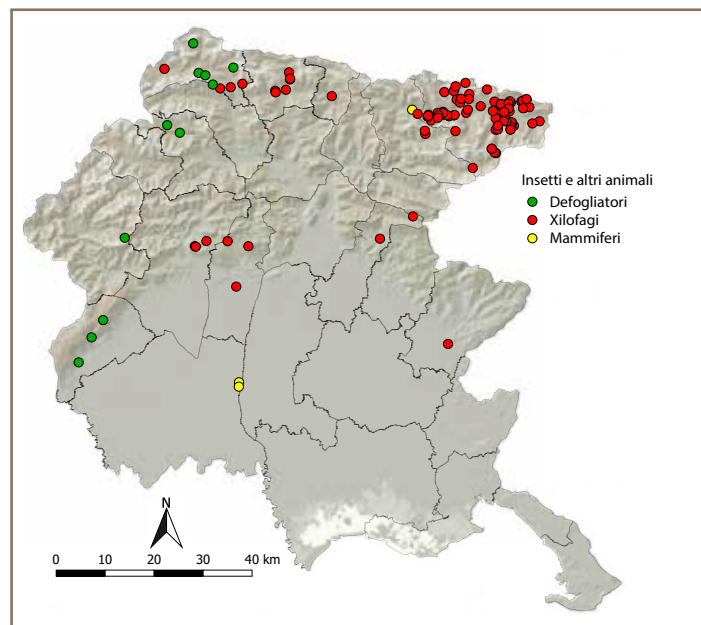 Insetti e altri animali
Defogliatori
Xilofagi
Mammiferi
N
0 10 20 30 40 km